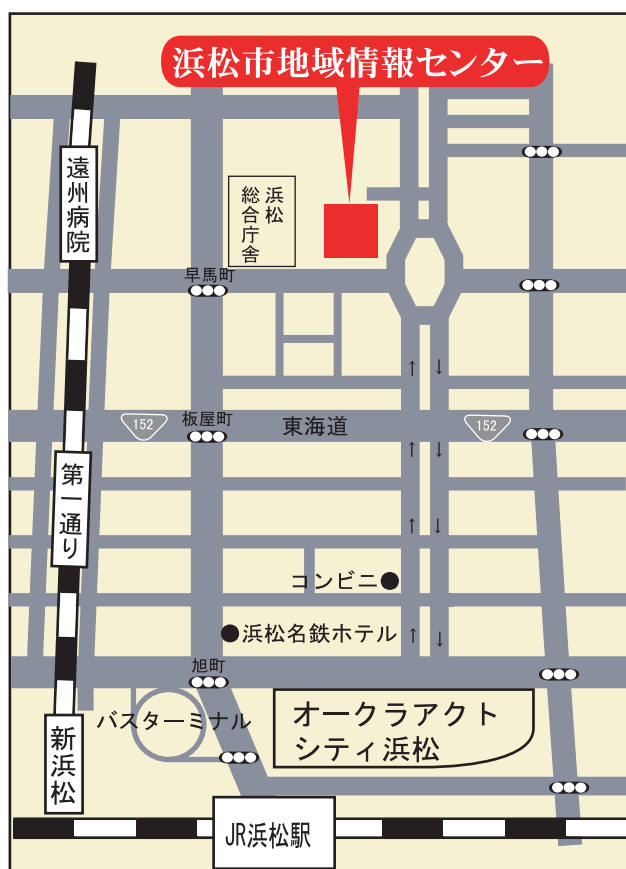 浜松市地域情報センター
遠州病院
浜松
総合庁舎
早馬町
152
板屋町
東海道
152
第一通り
↑ ↓
↑ ↓
↑ ↓
コンビニ
浜松名鉄ホテル
↑ ↓
旭町
バスターミナル
オークラアクト
シティ浜松
新浜松
JR浜松駅